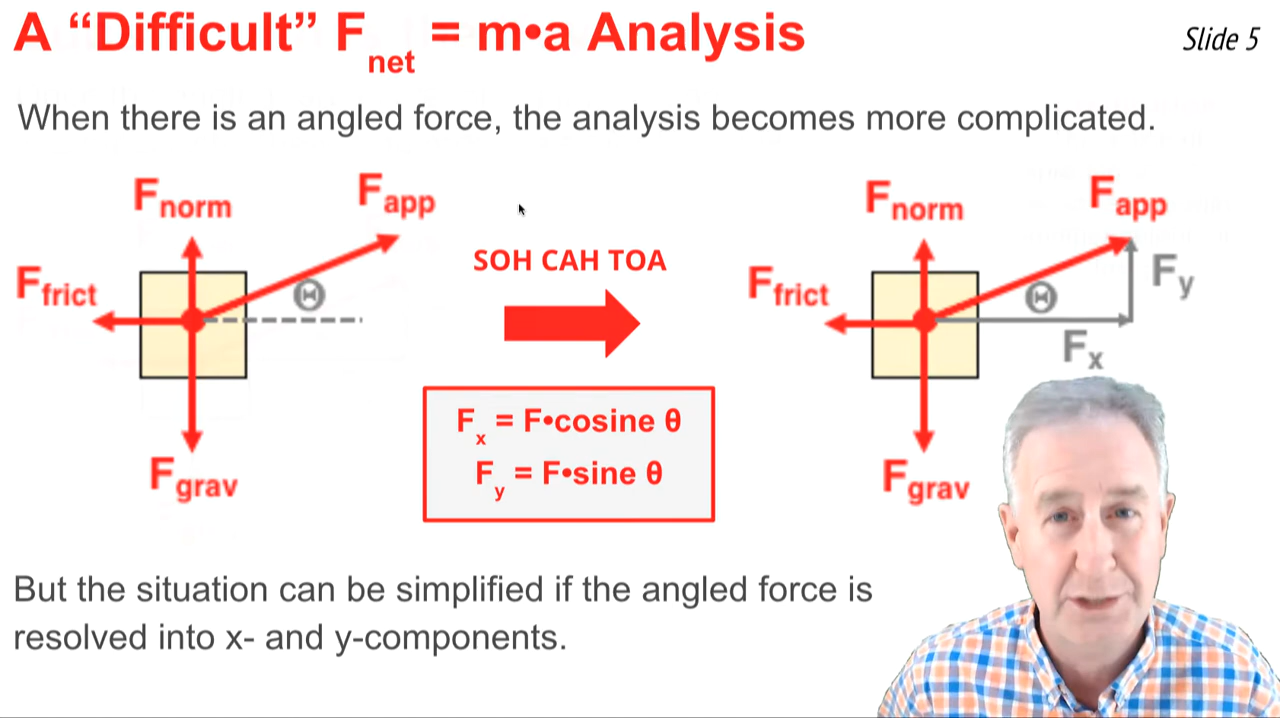 A “Difficult” Fnet = m•a Analysis
Slide 5
When there is an angled force, the analysis becomes more complicated.
Fnorm
Fapp
Ffrict
Θ
Fgrav
SOH CAH TOA
Fx = F•cosine θ
Fy = F•sine θ
Fnorm
Fapp
Ffrict
Θ
Fy
Fx
Fgrav
But the situation can be simplified if the angled force is
resolved into x- and y-components.